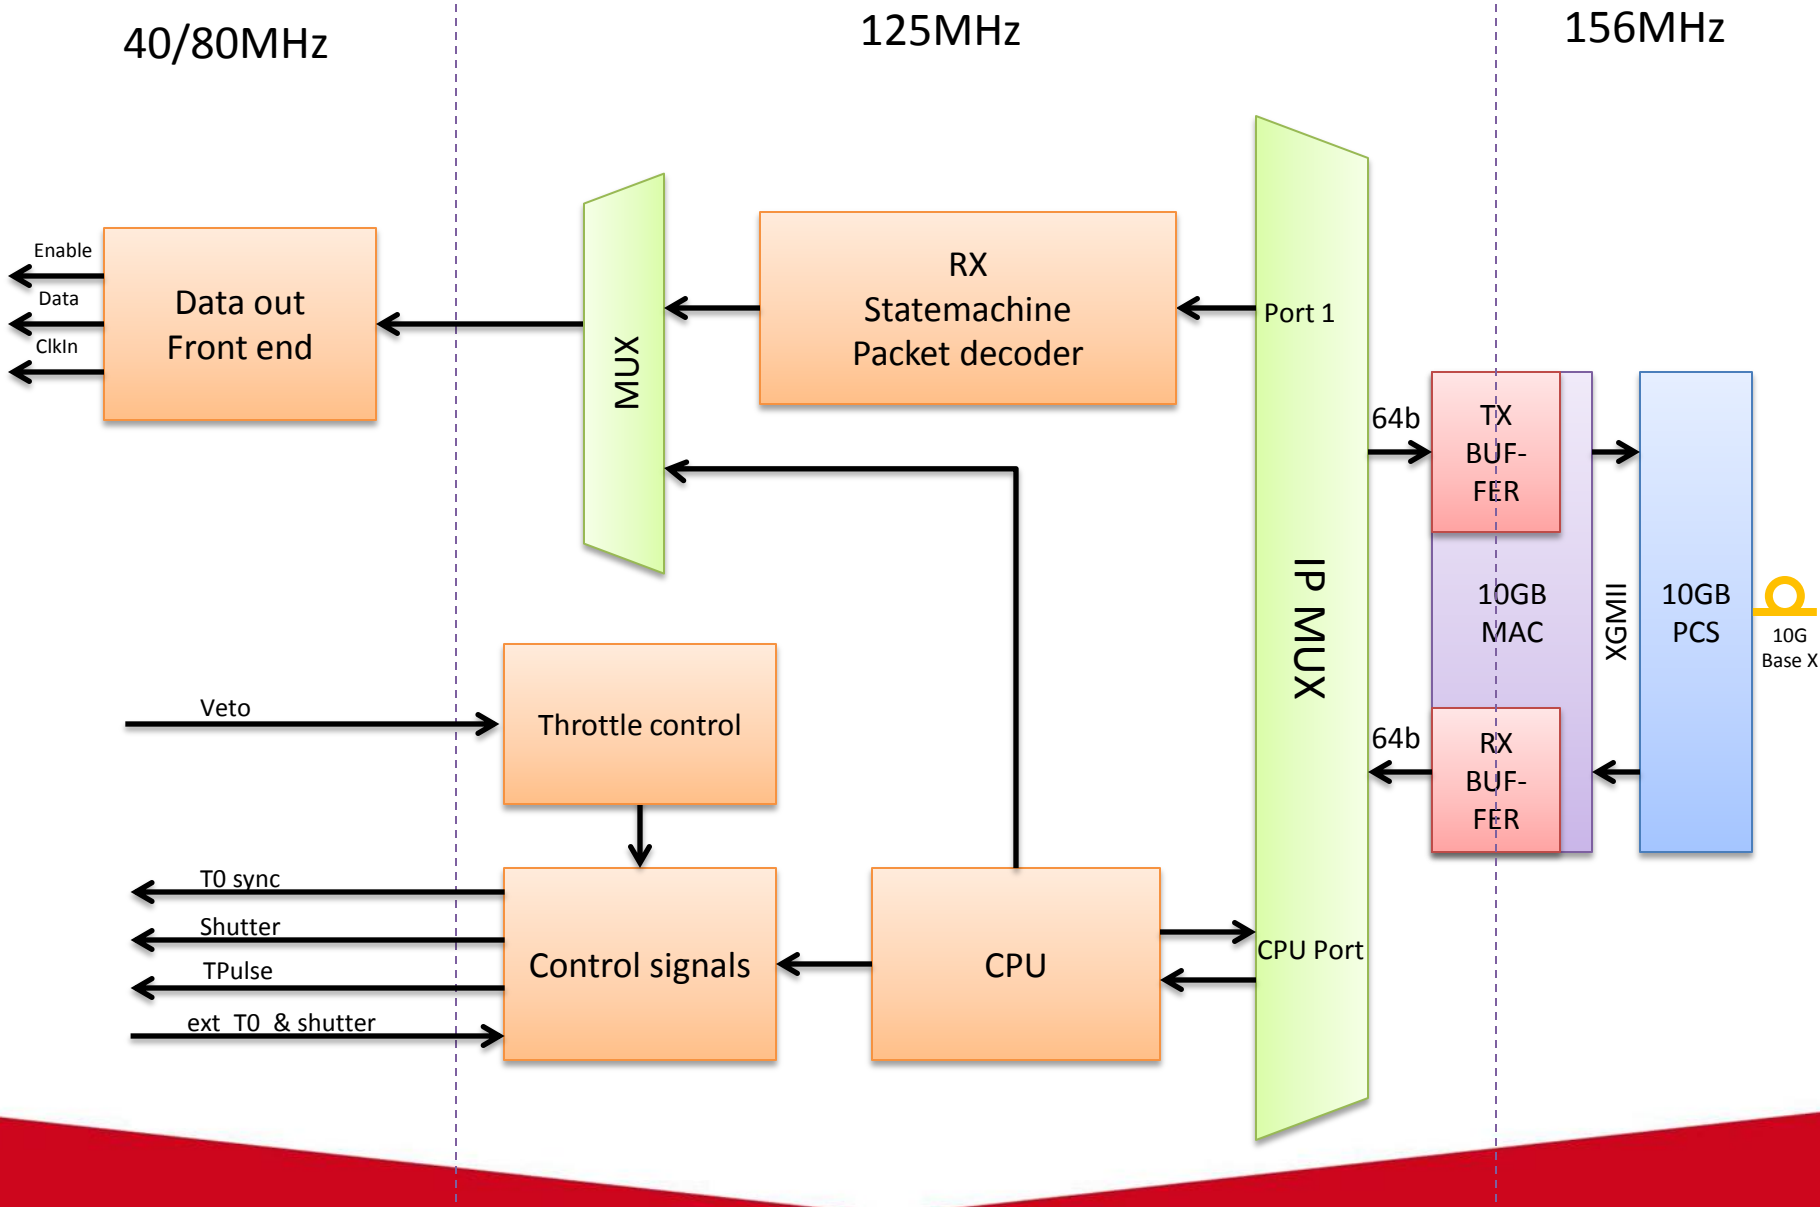 40/80MHz
125MHz
156MHz
Enable
Data
ClkIn
Data out
Front end
MUX
RX
Statemachine
Packet decoder
Port 1
64b
TX
BUF-
FER
IP MUX
10GB
MAC
XGMII
10GB
PCS
10G
Base X
Veto
Throttle control
64b
RX
BUF-
FER
T0 sync
Shutter
TPulse
ext T0 & shutter
Control signals
CPU
CPU Port